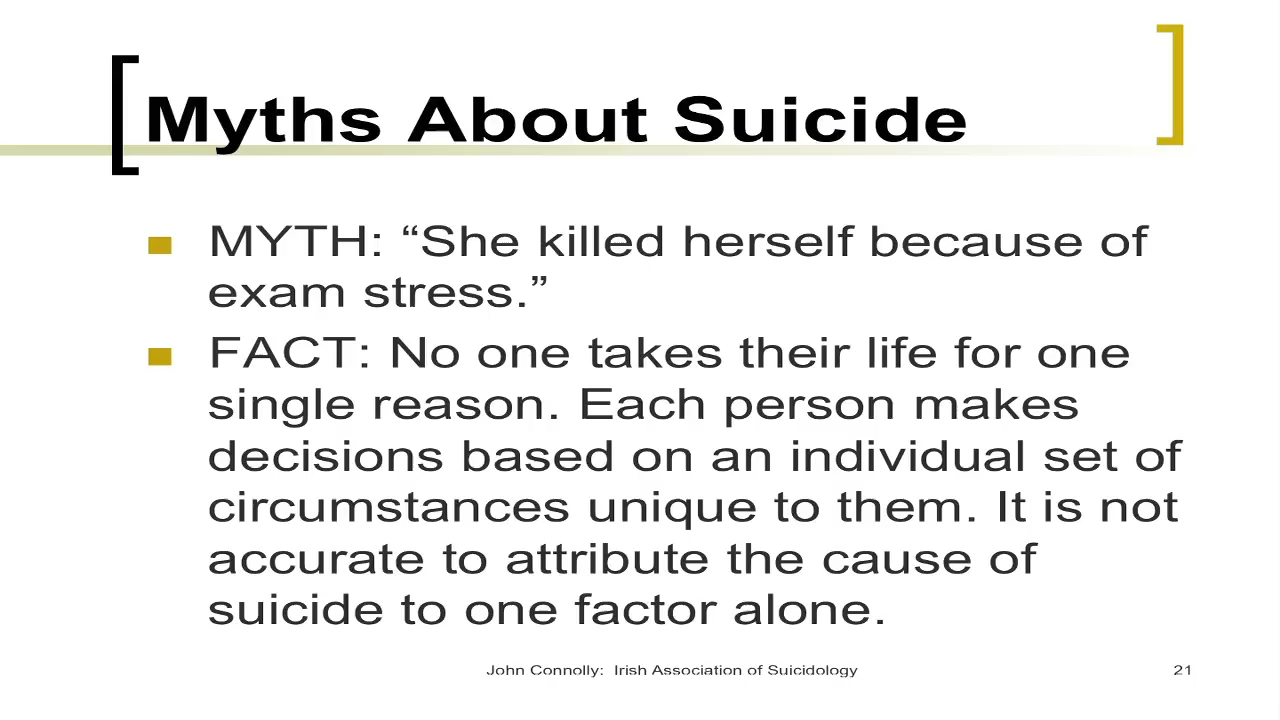 Myths About Suicide
MYTH: “She killed herself because of
exam stress.”
FACT: No one takes their life for one
single reason. Each person makes
decisions based on an individual set of
circumstances unique to them. It is not
accurate to attribute the cause of
suicide to one factor alone.
John Connolly: Irish Association of Suicidology
21